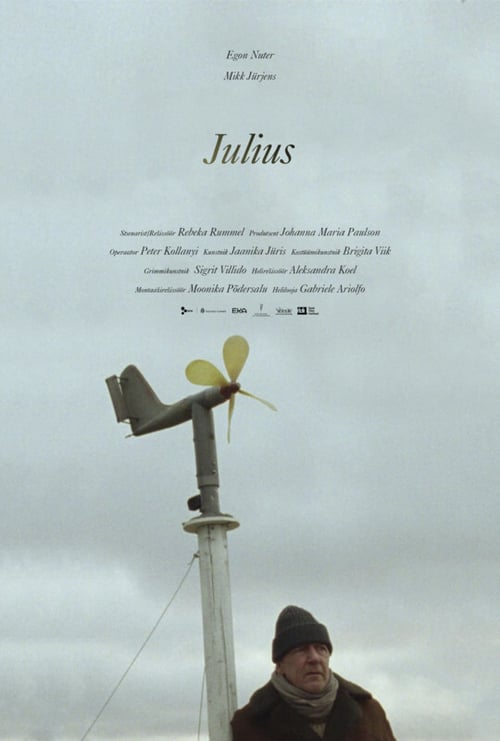 Egon Nuter
Mikk Jürjens
Julius
Stsenarist/Režissöör Rebeka Rummel Produtsent Johanna Maria Paulson
Operaator Peter Kollanyi Kunstnik Jaanika Jüris Kostüümikunstnik Brigita Viik
Grimmikunstnik Sigrit Villido Helirežissöör Aleksandra Koel
Montaažirežissöör Moonika Põdersalu Helilooja Gabriele Ariolfo
EKA